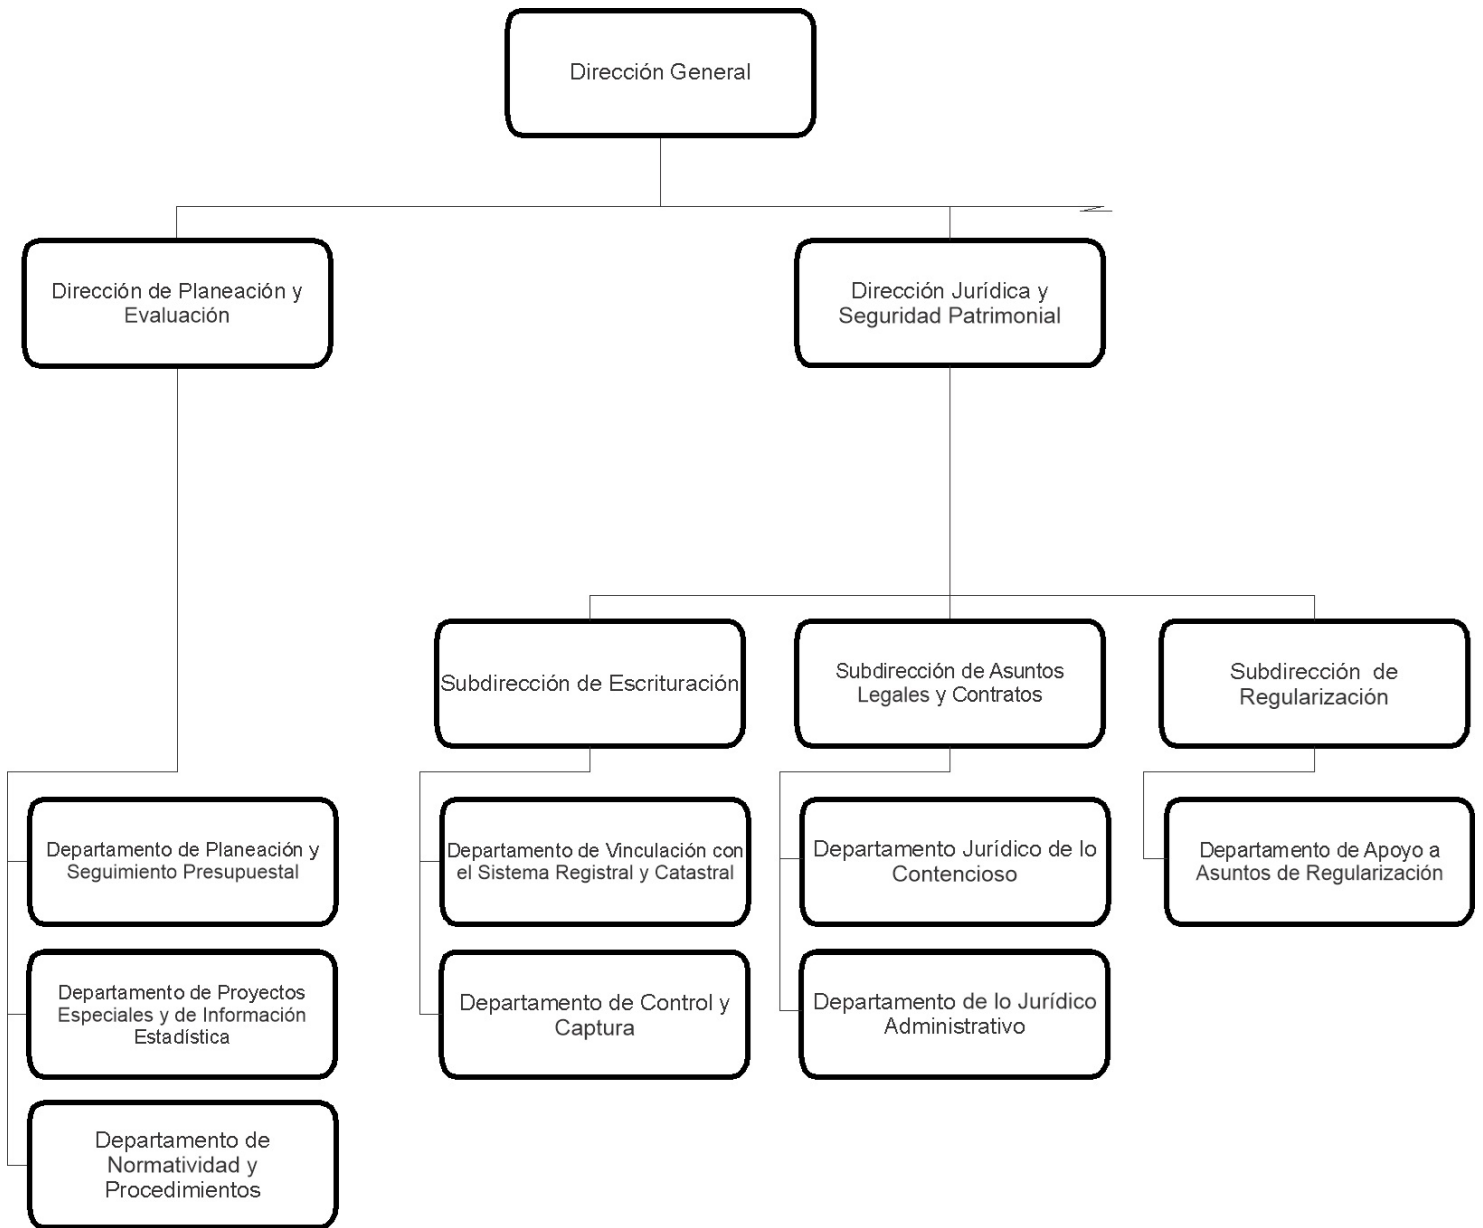 Dirección General
Dirección de Planeación y
Evaluación
Dirección Jurídica y
Seguridad Patrimonial
Subdirección de Escrituración
Subdirección de Asuntos
Legales y Contratos
Subdirección de
Regularización
Departamento de Planeación y
Seguimiento Presupuestal
Departamento de Vinculación con
el Sistema Registral y Catastral
Departamento Jurídico de lo
Contencioso
Departamento de Apoyo a
Asuntos de Regularización
Departamento de Proyectos
Especiales y de Información
Estadística
Departamento de Control y
Captura
Departamento de lo Jurídico
Administrativo
Departamento de
Normatividad y
Procedimientos